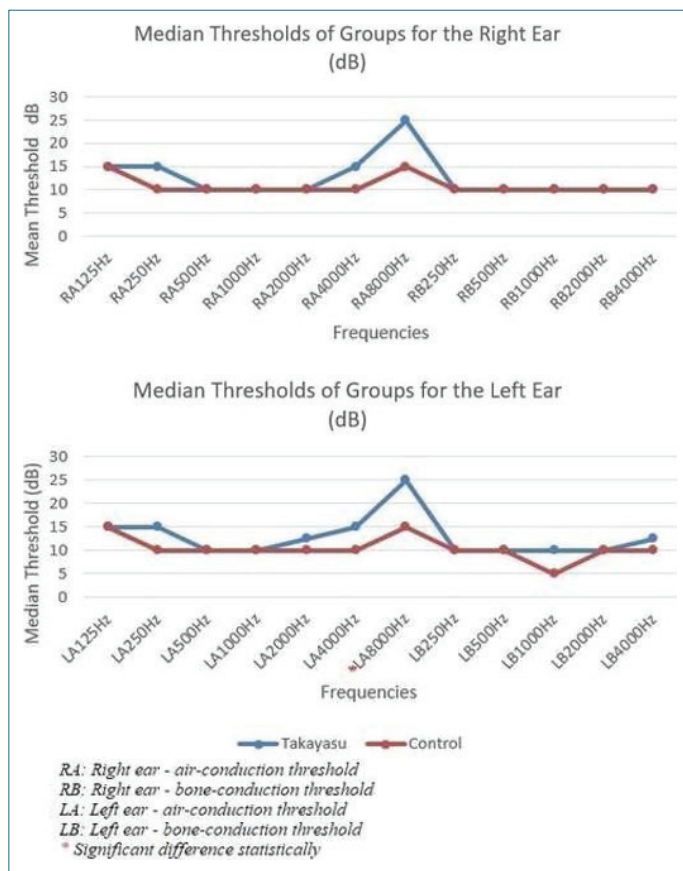 Median Thresholds of Groups for the Right Ear
(dB)
Mean Threshold dB
30
25
20
15
10
5
0
RA125Hz
RA250Hz
RA500Hz
RA1000Hz
RA2000Hz
RA4000Hz
RA8000Hz
RB250Hz
RB500Hz
RB1000Hz
RB2000Hz
RB4000Hz
Frequencies
Median Thresholds of Groups for the Left Ear
(dB)
Median Threshold (dB)
30
25
20
15
10
5
0
LA125Hz
LA250Hz
LA500Hz
LA1000Hz
LA2000Hz
LA4000Hz
*LA8000Hz
LB250Hz
LB500Hz
LB1000Hz
LB2000Hz
LB4000Hz
Frequencies
Takayasu
Control
RA: Right ear - air-conduction threshold
RB: Right ear - bone-conduction threshold
LA: Left ear - air-conduction threshold
LB: Left ear - bone-conduction threshold
* Significant difference statistically